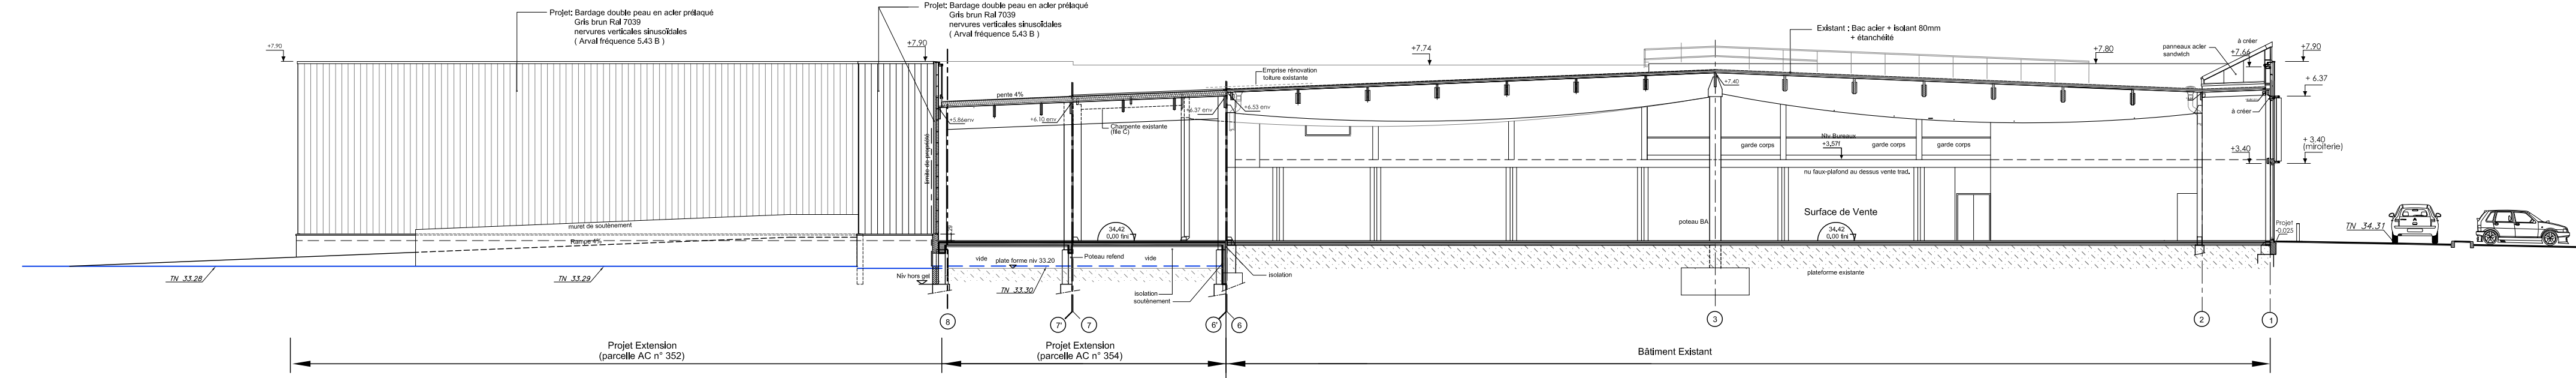 Projet: Bardage double peau en acier prélaqué
Gris brun Ral 7039
nervures verticales sinusoïdales
( Arval fréquence 5.43 B )
Projet: Bardage double peau en acier prélaqué
Gris brun Ral 7039
nervures verticales sinusoïdales
( Arval fréquence 5.43 B )
+7.90
+7.90
+7.74
Existant : Bac acier + isolant 80mm
+ étanchéité
+7.80
panneaux acier
sandwich
à créer
+7.66
+7.90
+ 6.37
Emprise rénovation
toiture existante
pente 4%
+7.40
+5.86env
+6.10 env
+6.37 env
+6.53 env
Charpente existante
(file C)
à créer
limite de propriété
Niv Bureaux
+3.571
garde corps
garde corps
garde corps
+3.40
+ 3.40
(miroiterie)
nu faux-plafond au dessus vente trad.
muret de soutènement
Rampe 4%
34.42
0,00 fini
poteau BA
Surface de Vente
34.42
0,00 fini
Projet
-0.025
TN 34.31
vide
plate forme niv 33.20
Poteau refend
vide
isolation
plateforme existante
Niv hors gel
TN 33.28
TN 33.29
TN 33.30
isolation
soutènement
8
7'
7
6'
6
3
2
1
Projet Extension
(parcelle AC n° 352)
Projet Extension
(parcelle AC n° 354)
Bâtiment Existant